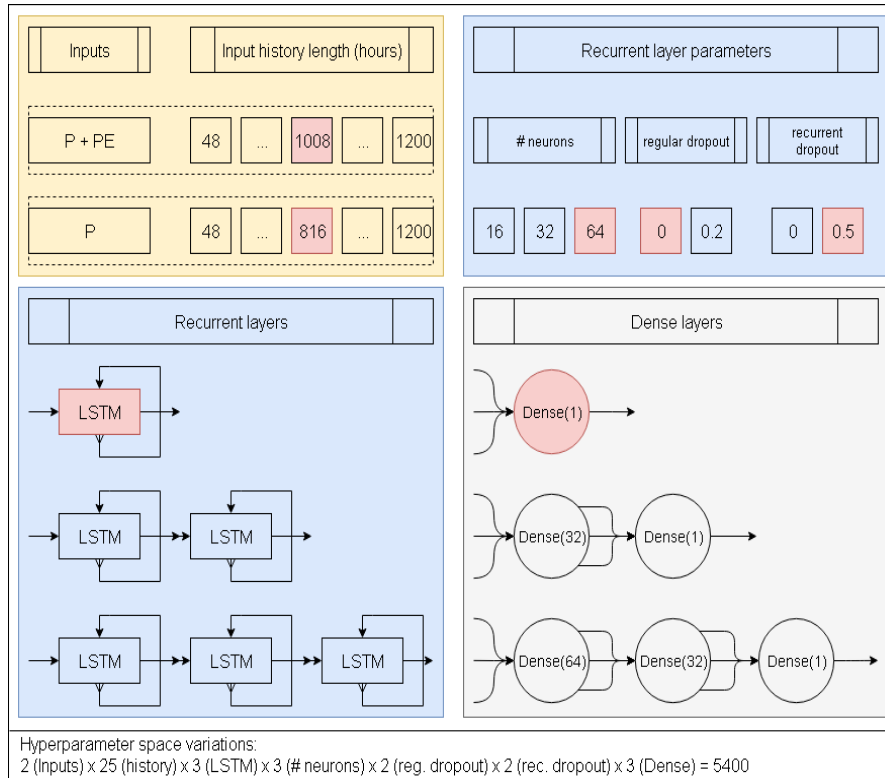 Inputs
Input history length (hours)
P + PE
48 ... 1008 ... 1200
P
48 ... 816 ... 1200
Recurrent layer parameters
# neurons
regular dropout
recurrent
dropout
16 32 64 0 0.2 0 0.5
Recurrent layers
LSTM
LSTM LSTM
LSTM LSTM LSTM
Dense layers
Dense(1)
Dense(32) Dense(1)
Dense(64) Dense(32) Dense(1)
Hyperparameter space variations:
2 (Inputs) x 25 (history) x 3 (LSTM) x 3 (# neurons) x 2 (reg. dropout) x 2 (rec. dropout) x 3 (Dense) = 5400